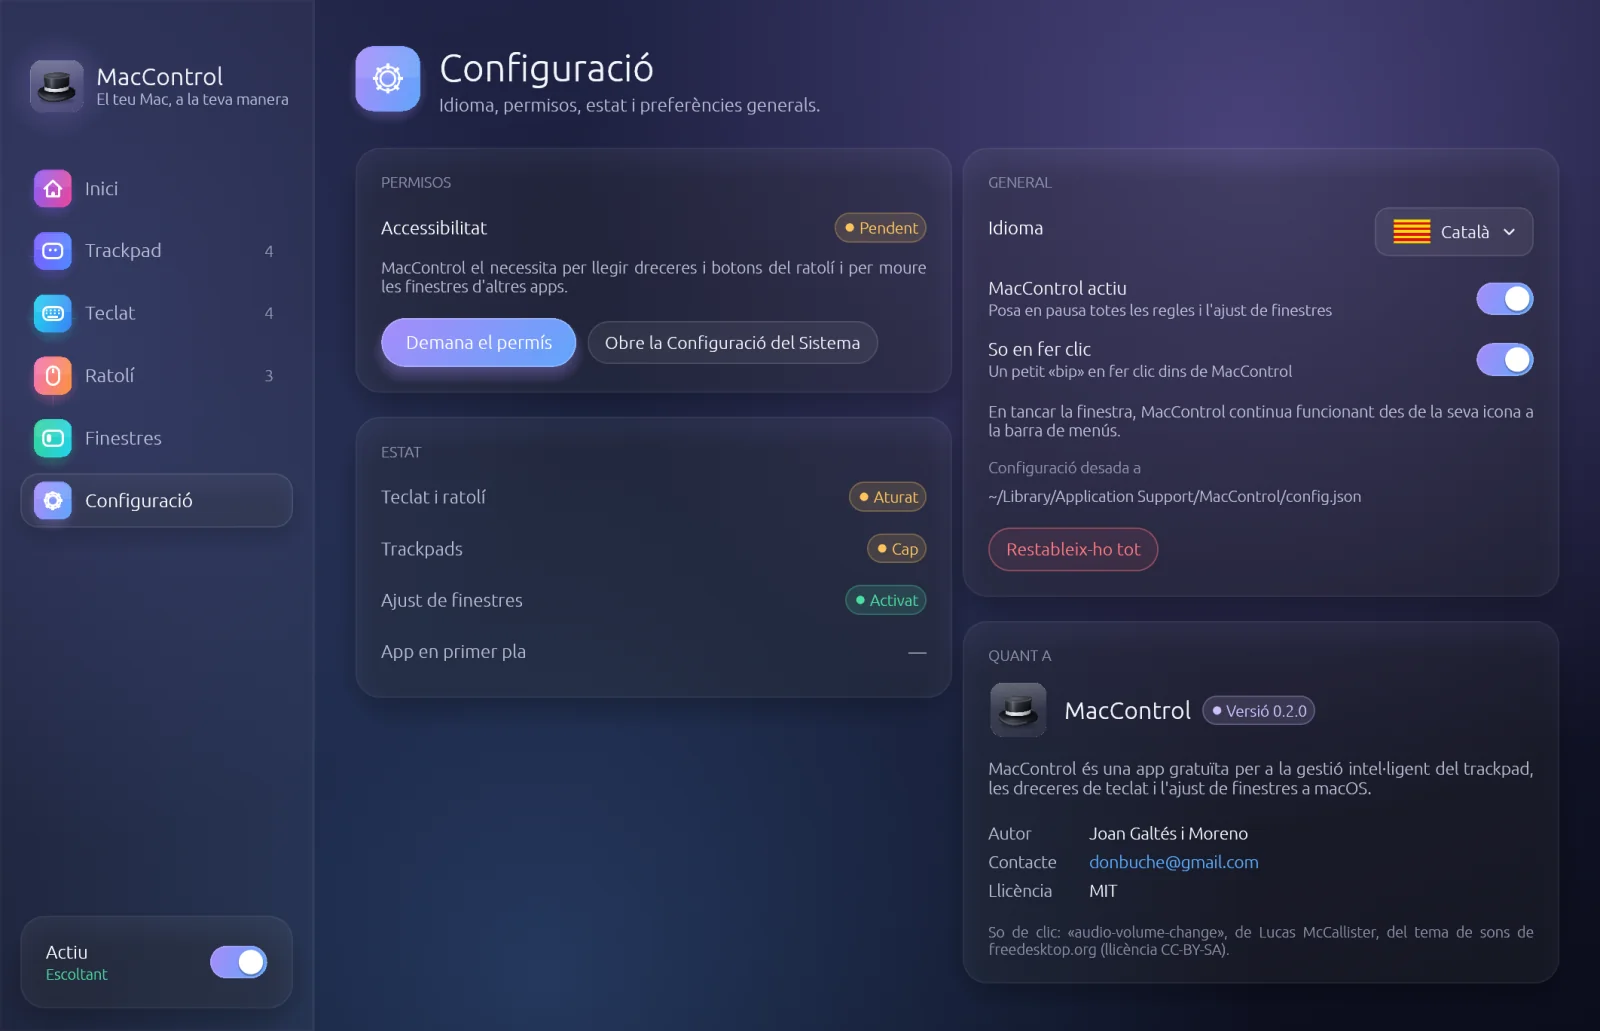 MacControl
El teu Mac, a la teva manera
Inici
Trackpad 4
Teclat 4
Ratolí 3
Finestres
Configuració
Actiu
Escoltant
Configuració
Idioma, permisos, estat i preferències generals.
PERMISOS
Accessibilitat Pendent
MacControl el necessita per llegir dreceres i botons del ratolí i per moure
les finestres d'altres apps.
Demana el permís Obre la Configuració del Sistema
ESTAT
Teclat i ratolí Aturat
Trackpads Cap
Ajust de finestres Activat
App en primer pla —
GENERAL
Idioma Català
MacControl actiu
Posa en pausa totes les regles i l'ajust de finestres
So en fer clic
Un petit «bip» en fer clic dins de MacControl
En tancar la finestra, MacControl continua funcionant des de la seva icona a
la barra de menús.
Configuració desada a
~/Library/Application Support/MacControl/config.json
Restableix-ho tot
QUANT A
MacControl Versió 0.2.0
MacControl és una app gratuïta per a la gestió intel·ligent del trackpad,
les dreceres de teclat i l'ajust de finestres a macOS.
Autor Joan Galtés i Moreno
Contacte donbuche@gmail.com
Llicència MIT
So de clic: «audio-volume-change», de Lucas McCallister, del tema de sons de
freedesktop.org (llicència CC-BY-SA).